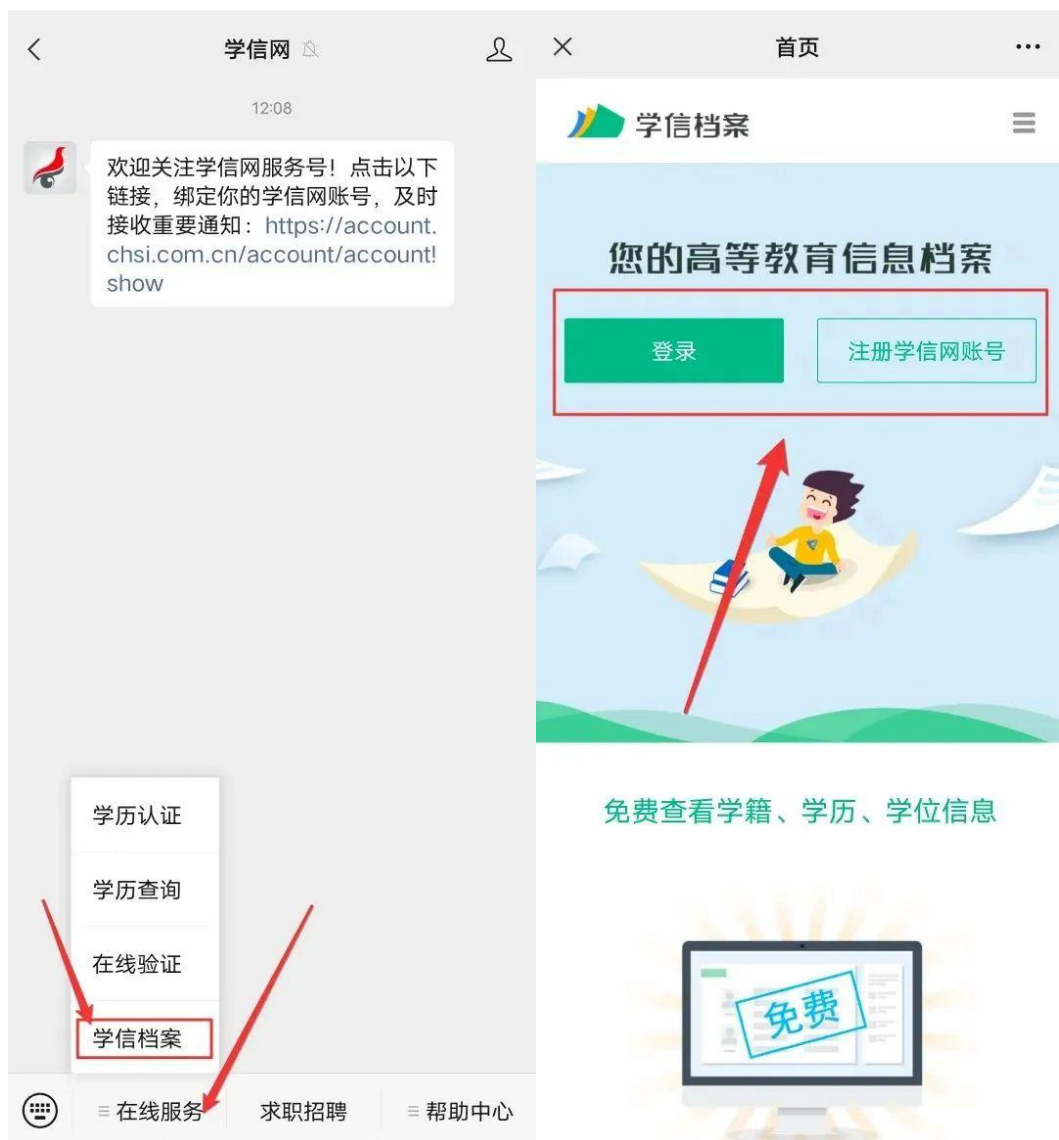 学信网
12:08
欢迎关注学信网服务号！点击以下
链接，绑定你的学信网账号，及时
接收重要通知：https://account.
chsi.com.cn/account/account!
show
学历认证
学历查询
在线验证
学信档案
在线服务
求职招聘
帮助中心
首页
学信档案
您的高等教育信息档案
登录
注册学信网账号
免费查看学籍、学历、学位信息
免费